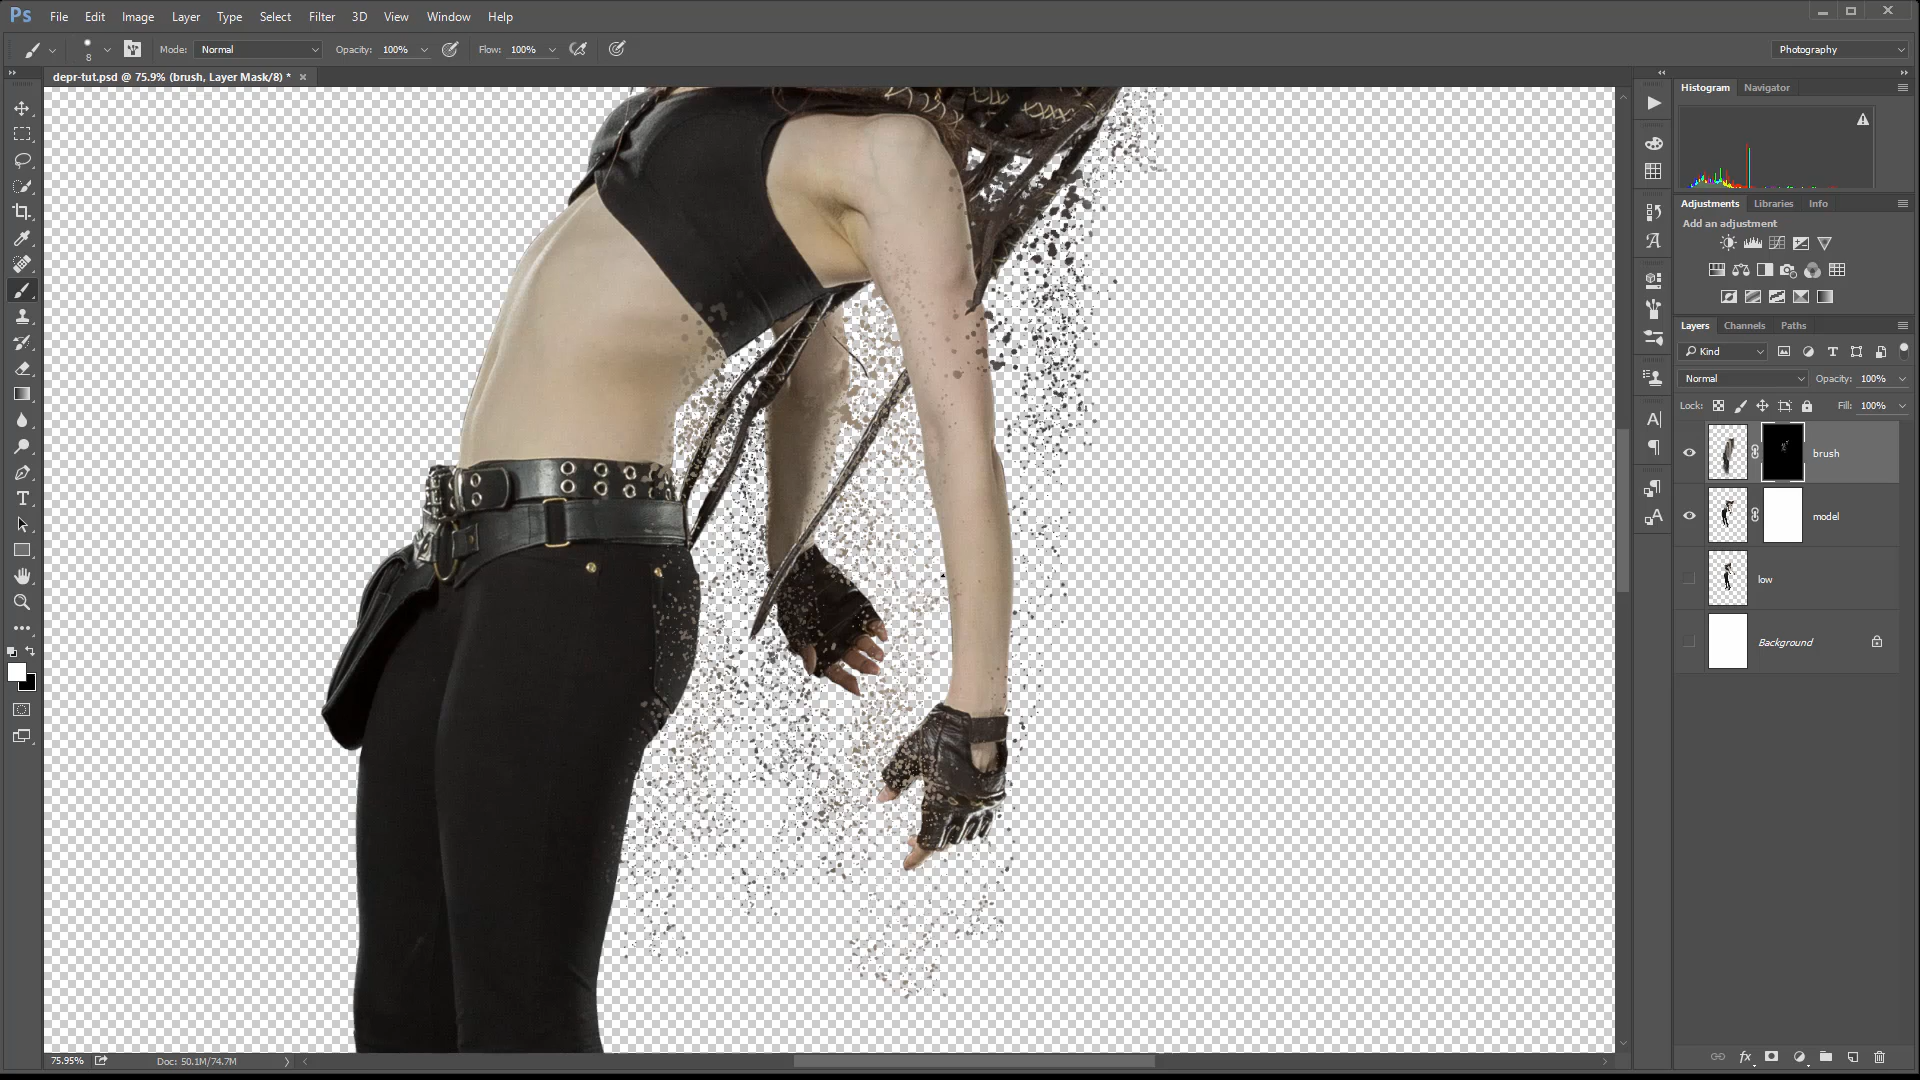 Ps File Edit Image Layer Type Select Filter 3D View Window Help
8 Mode: Normal Opacity: 100% Flow: 100% Photography
depr-tut.psd @ 75.9% (brush, Layer Mask/8) * ×
Histogram Navigator
Adjustments Libraries Info
Add an adjustment
Layers Channels Paths
Kind
Normal Opacity: 100%
Lock: Fill: 100%
brush
model
low
Background
75.95% Doc: 50.1M/74.7M